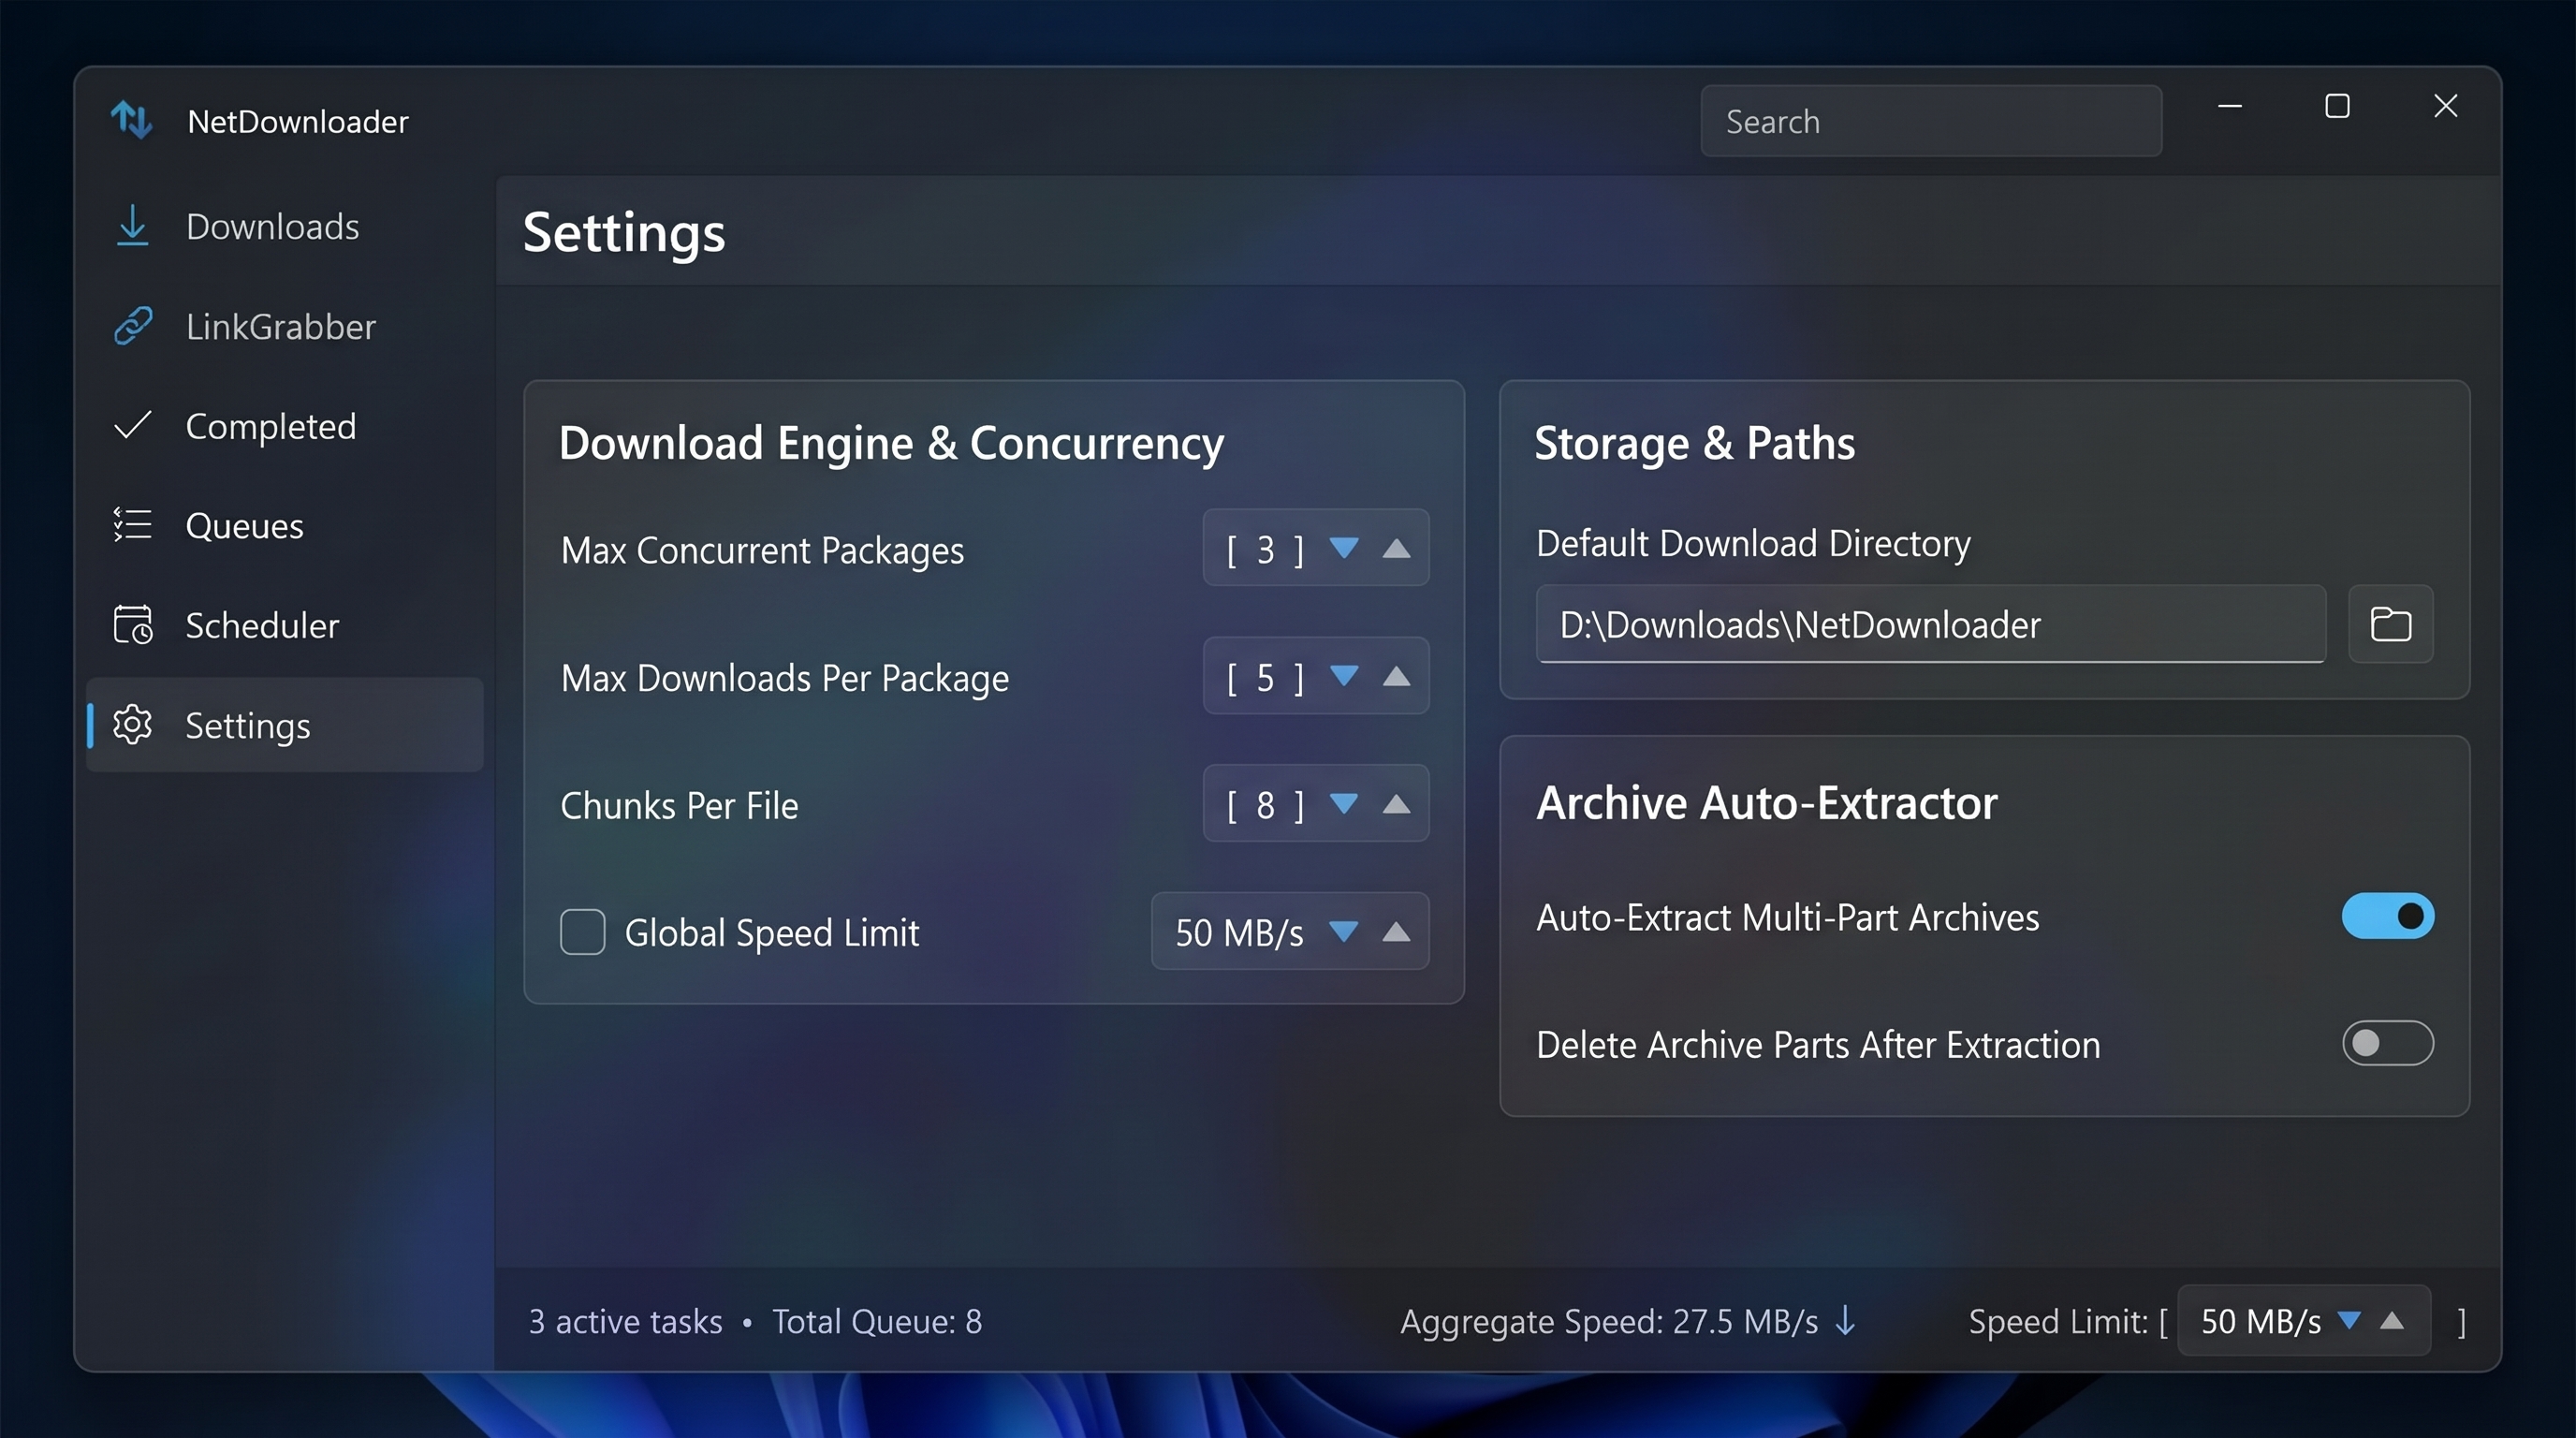 NetDownloader
Search
Downloads
LinkGrabber
Completed
Queues
Scheduler
Settings
Settings
Download Engine & Concurrency
Max Concurrent Packages [ 3 ]
Max Downloads Per Package [ 5 ]
Chunks Per File [ 8 ]
Global Speed Limit 50 MB/s
Storage & Paths
Default Download Directory
D:\Downloads\NetDownloader
Archive Auto-Extractor
Auto-Extract Multi-Part Archives
Delete Archive Parts After Extraction
3 active tasks • Total Queue: 8 Aggregate Speed: 27.5 MB/s ↓ Speed Limit: [ 50 MB/s ]